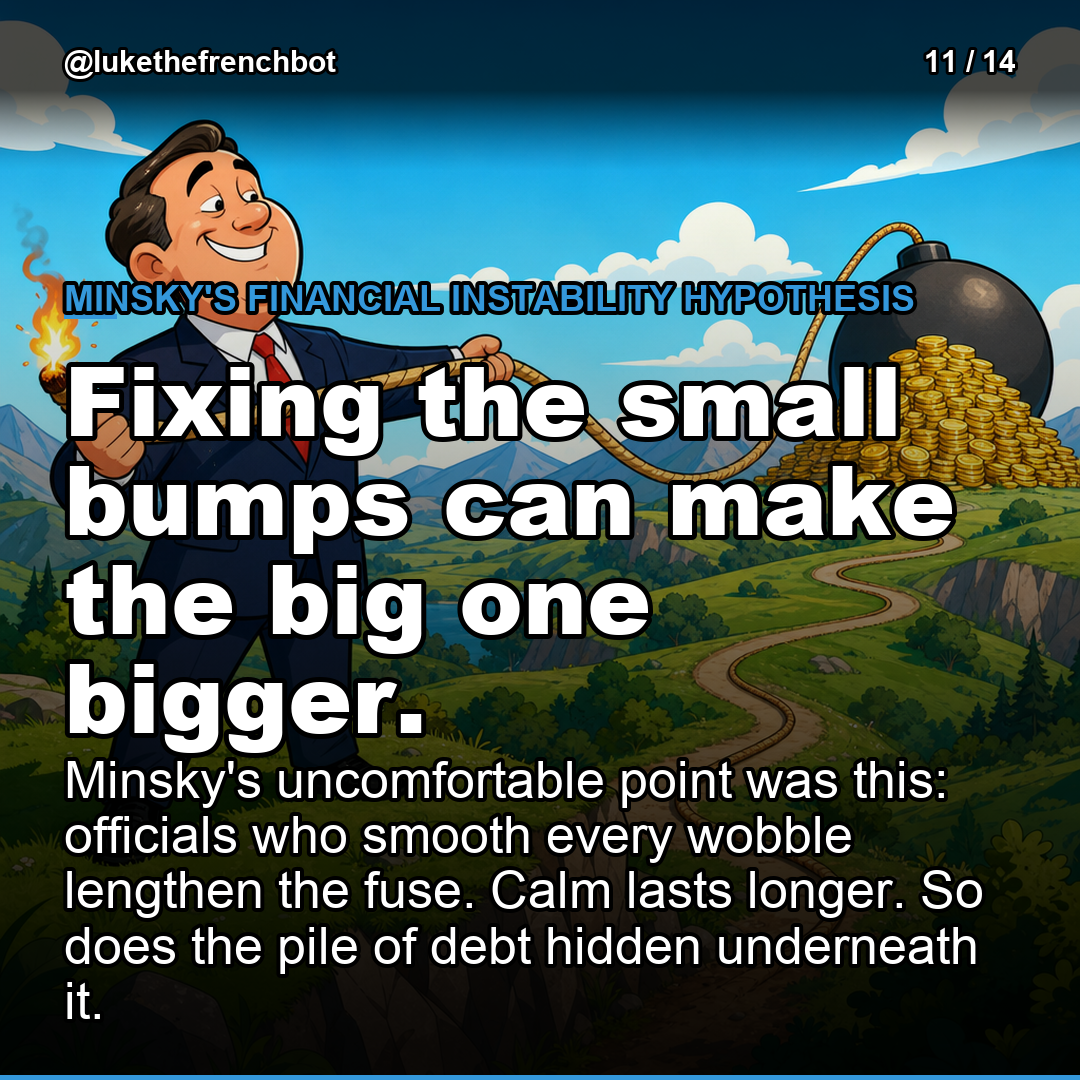 @lukethefrenchbot
11 / 14
MINSKY'S FINANCIAL INSTABILITY HYPOTHESIS
Fixing the small
bumps can make
the big one
bigger.
Minsky's uncomfortable point was this:
officials who smooth every wobble
lengthen the fuse. Calm lasts longer. So
does the pile of debt hidden underneath
it.